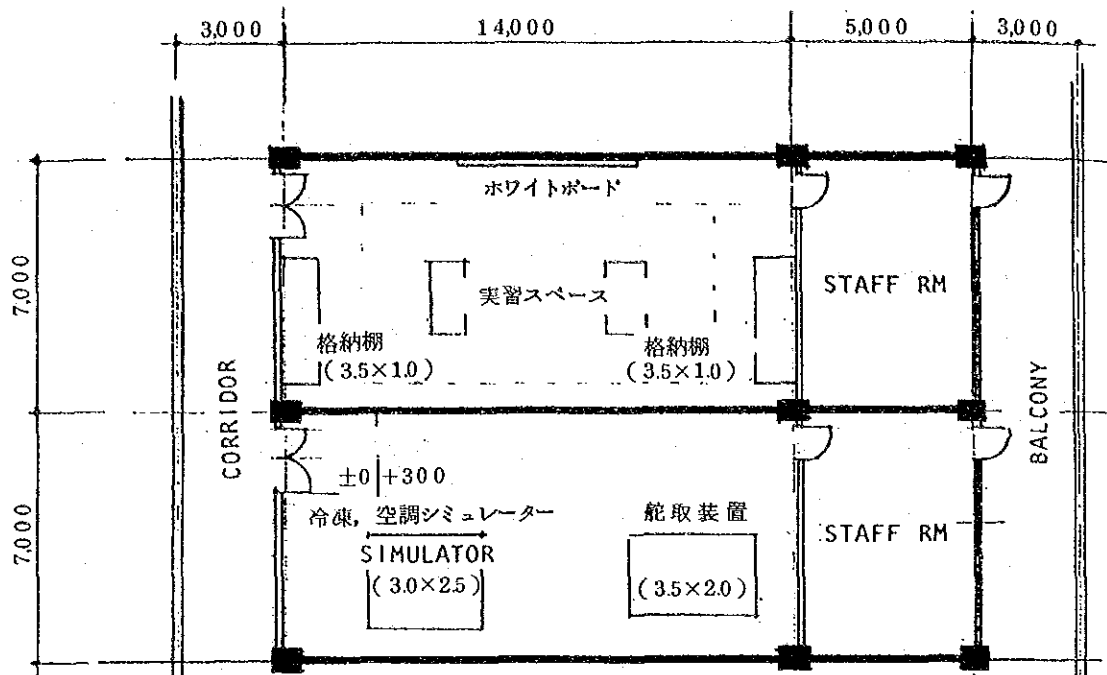 3,000
14,000
5,000
3,000
ホワイトボード
7,000
実習スペース
STAFF RM
格納棚
(3.5×1.0)
格納棚
(3.5×1.0)
CORRIDOR
BALCONY
±0 +300
冷凍，空調シミュレーター
SIMULATOR
(3.0×2.5)
舵取装置
(3.5×2.0)
STAFF RM
7,000